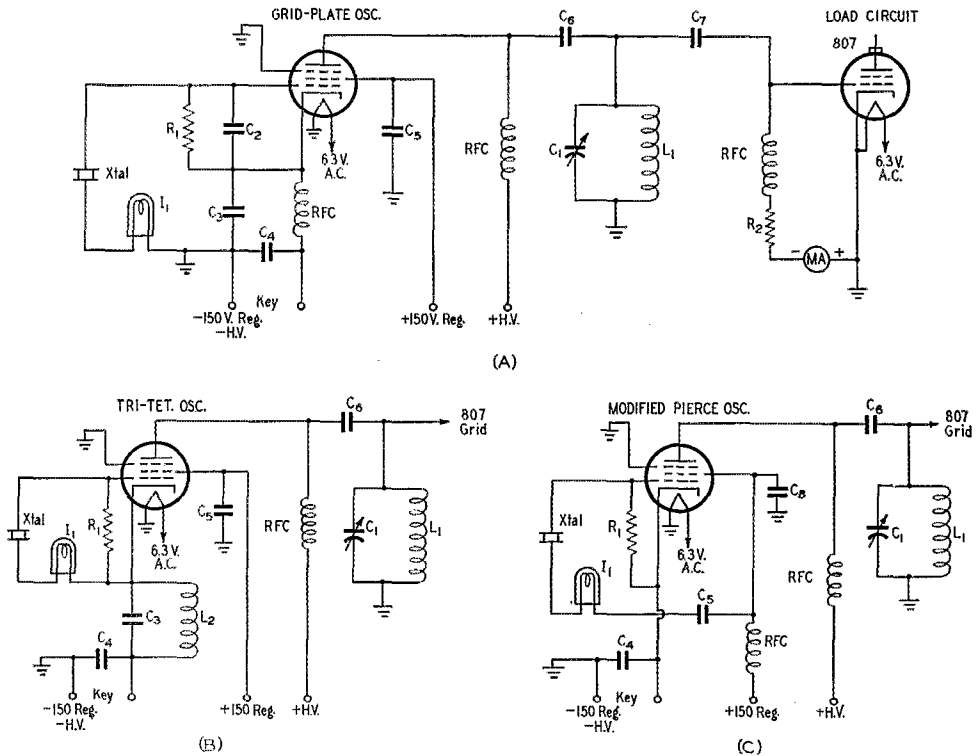 GRID-PLATE OSC.
C6
C7
LOAD CIRCUIT
807
R1
C2
C5
6.3 V.
A.C.
RFC
C1
L1
RFC
6.3 V.
A.C.
Xtal
I1
C3
RFC
C4
R2
- MA +
Key
-150 V. Reg.
-H.V.
+150 V. Reg.
+H.V.
(A)
TRI-TET. OSC.
C6
807
Grid
R1
C5
6.3 V.
A.C.
RFC
C1
L1
Xtal
I1
C3
L2
C4
Key
-150 Reg.
-H.V.
+150 Reg.
+H.V.
(B)
MODIFIED PIERCE OSC.
C6
807
Grid
R1
C8
6.3 V.
A.C.
Xtal
I1
C5
C1
L1
RFC
RFC
C4
Key
-150 Reg.
-H.V.
+150 Reg.
+H.V.
(C)